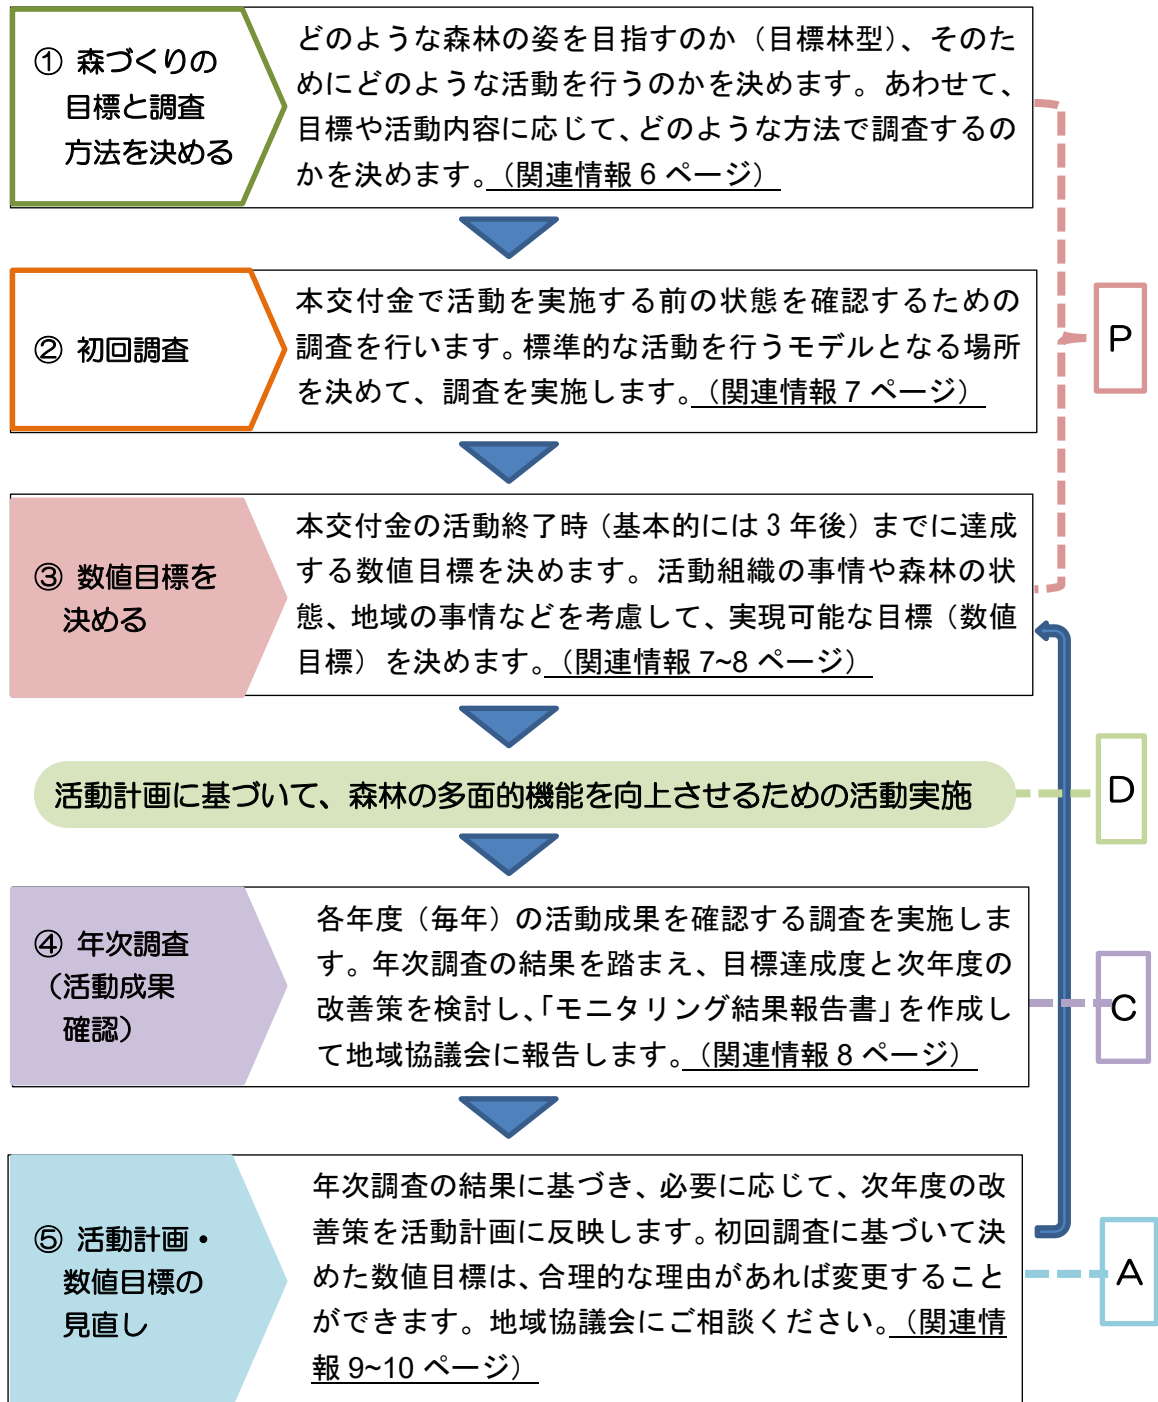 ① 森づくりの
目標と調査
方法を決める
どのような森林の姿を目指すのか（目標林型）、そのた
めにどのような活動を行うのかを決めます。あわせて、
目標や活動内容に応じて、どのような方法で調査するの
かを決めます。（関連情報 6 ページ）
② 初回調査
本交付金で活動を実施する前の状態を確認するための
調査を行います。標準的な活動を行うモデルとなる場所
を決めて、調査を実施します。（関連情報 7 ページ）
P
③ 数値目標を
決める
本交付金の活動終了時（基本的には 3 年後）までに達成
する数値目標を決めます。活動組織の事情や森林の状
態、地域の事情などを考慮して、実現可能な目標（数値
目標）を決めます。（関連情報 7~8 ページ）
活動計画に基づいて、森林の多面的機能を向上させるための活動実施
D
④ 年次調査
（活動成果
確認）
各年度（毎年）の活動成果を確認する調査を実施しま
す。年次調査の結果を踏まえ、目標達成度と次年度の
改善策を検討し、「モニタリング結果報告書」を作成し
て地域協議会に報告します。（関連情報 8 ページ）
C
⑤ 活動計画・
数値目標の
見直し
年次調査の結果に基づき、必要に応じて、次年度の改
善策を活動計画に反映します。初回調査に基づいて決
めた数値目標は、合理的な理由があれば変更すること
ができます。地域協議会にご相談ください。（関連情
報 9~10 ページ）
A